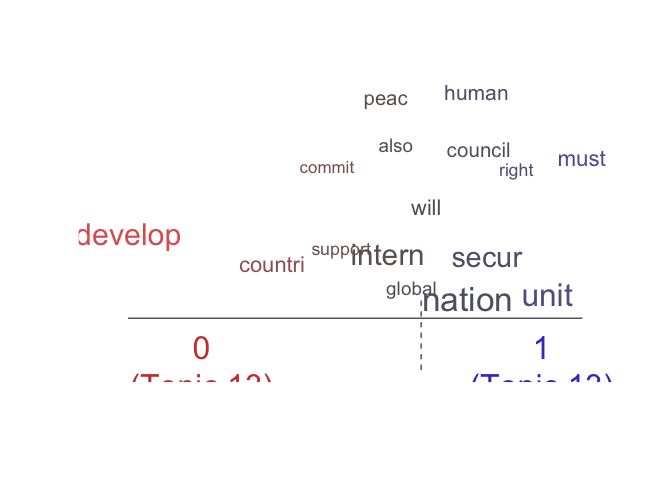 human
peac
also
council
must
commit
right
will
develop
support
intern
secur
countri
global
nation
unit
0
1
(Topic 13)
(Topic 13)